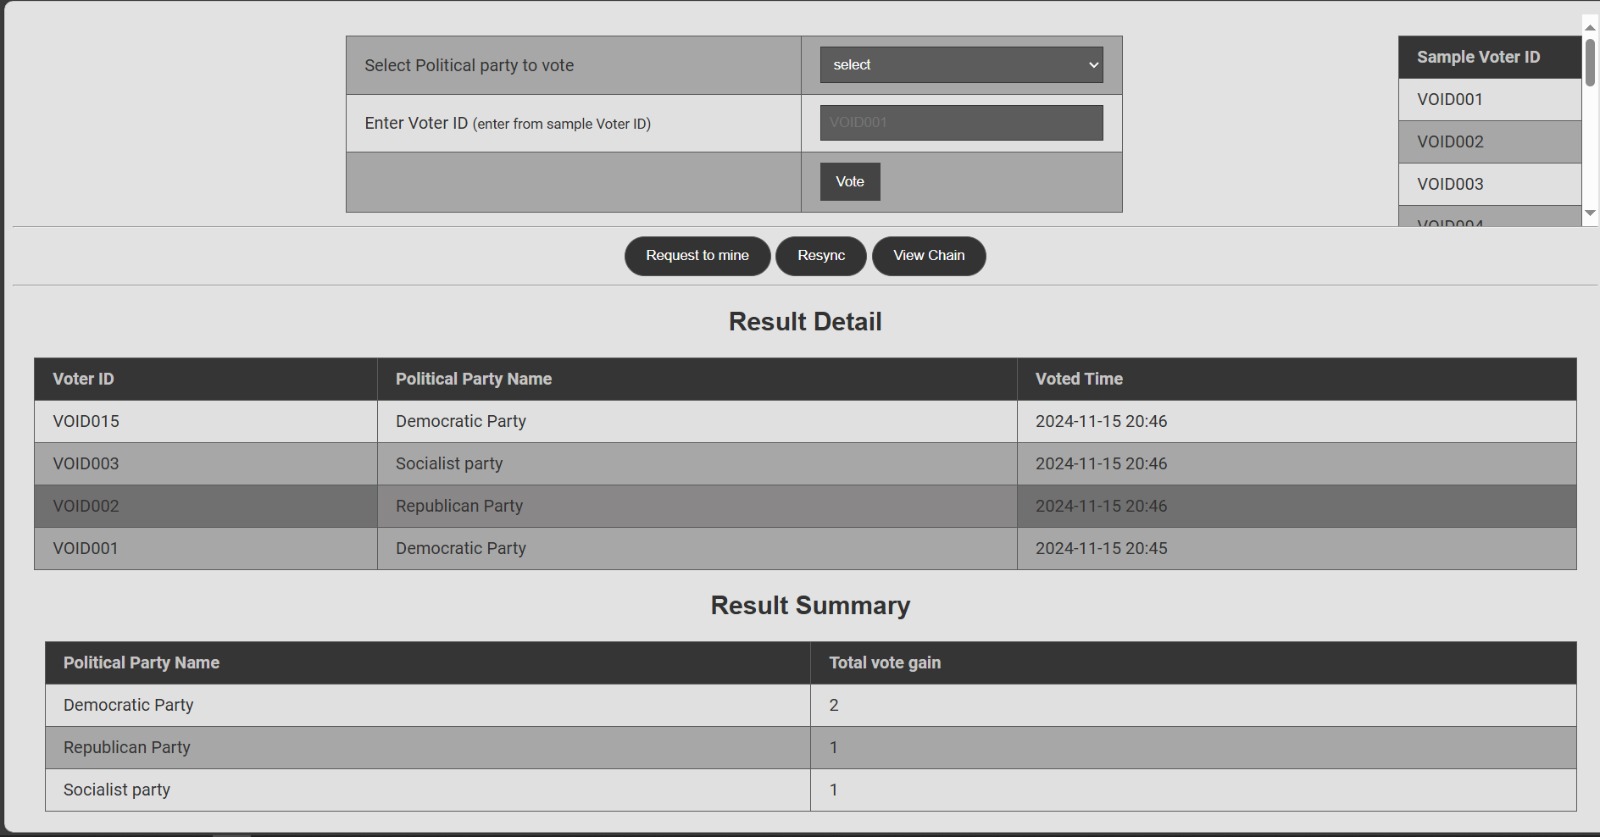 Select Political party to vote
select
Enter Voter ID (enter from sample Voter ID)
VOID001
Vote
Sample Voter ID
VOID001
VOID002
VOID003
VOID004
Request to mine
Resync
View Chain
Result Detail
Voter ID Political Party Name Voted Time
VOID015 Democratic Party 2024-11-15 20:46
VOID003 Socialist party 2024-11-15 20:46
VOID002 Republican Party 2024-11-15 20:46
VOID001 Democratic Party 2024-11-15 20:45
Result Summary
Political Party Name Total vote gain
Democratic Party 2
Republican Party 1
Socialist party 1